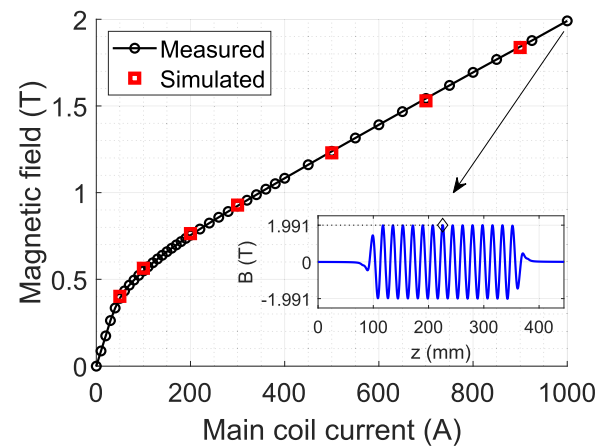 2
1.5
1
0.5
0
Magnetic field (T)
Measured
Simulated
1.991
0
-1.991
B (T)
0 100 200 300 400
z (mm)
0 200 400 600 800 1000
Main coil current (A)